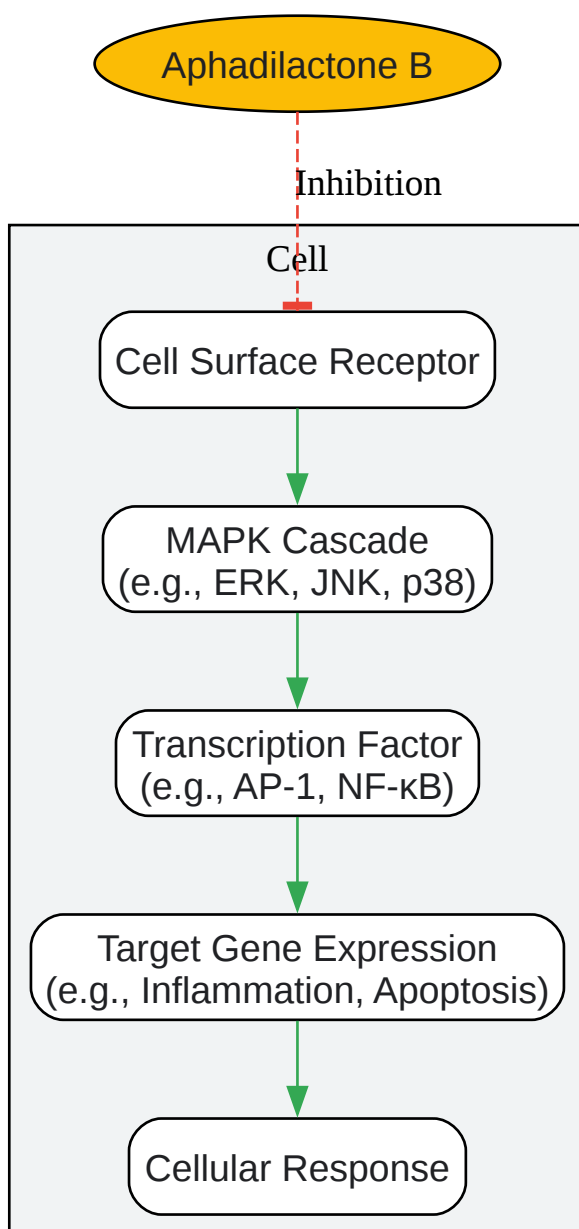 Aphadilactone B
Inhibition
Cell
Cell Surface Receptor
MAPK Cascade
(e.g., ERK, JNK, p38)
Transcription Factor
(e.g., AP-1, NF-κB)
Target Gene Expression
(e.g., Inflammation, Apoptosis)
Cellular Response